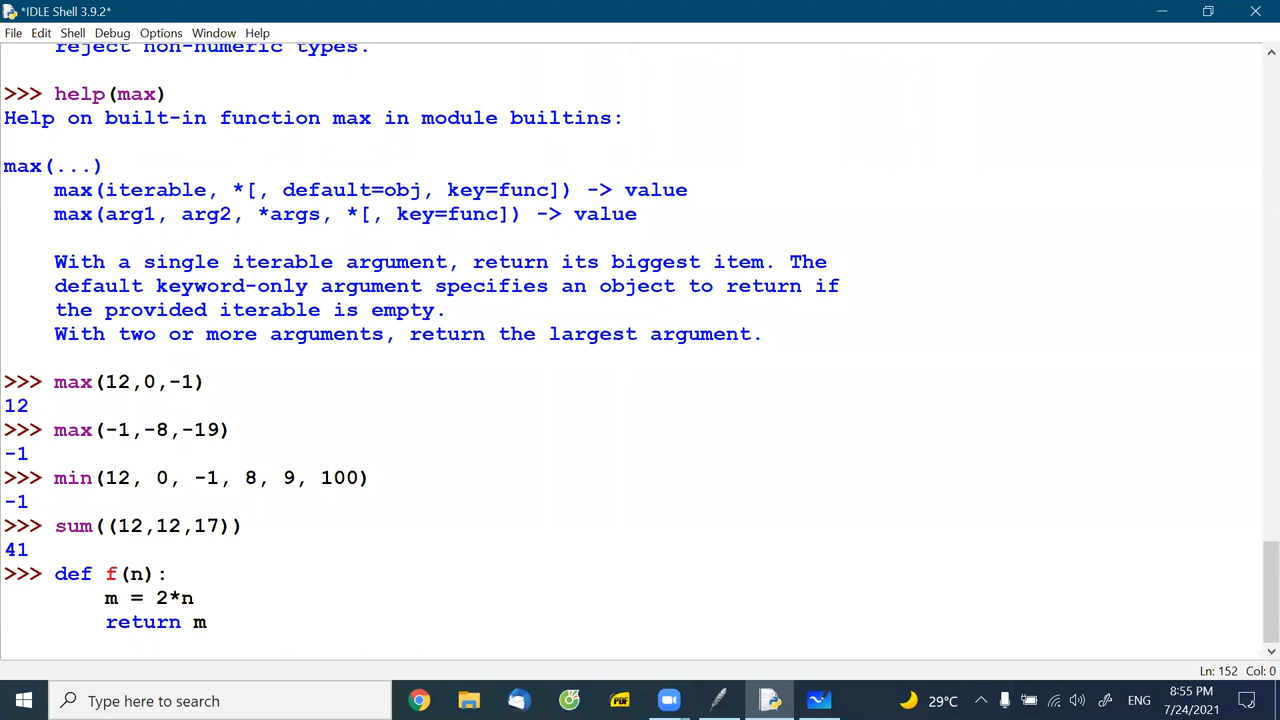 *IDLE Shell 3.9.2*
File Edit Shell Debug Options Window Help
reject non-numeric types.
>>> help(max)
Help on built-in function max in module builtins:
max(...)
max(iterable, *[, default=obj, key=func]) -> value
max(arg1, arg2, *args, *[, key=func]) -> value
With a single iterable argument, return its biggest item. The
default keyword-only argument specifies an object to return if
the provided iterable is empty.
With two or more arguments, return the largest argument.
>>> max(12,0,-1)
12
>>> max(-1,-8,-19)
-1
>>> min(12, 0, -1, 8, 9, 100)
-1
>>> sum((12,12,17))
41
>>> def f(n):
m = 2*n
return m
Ln: 152 Col: 0
Type here to search
PDF
29°C
ENG
8:55 PM
7/24/2021